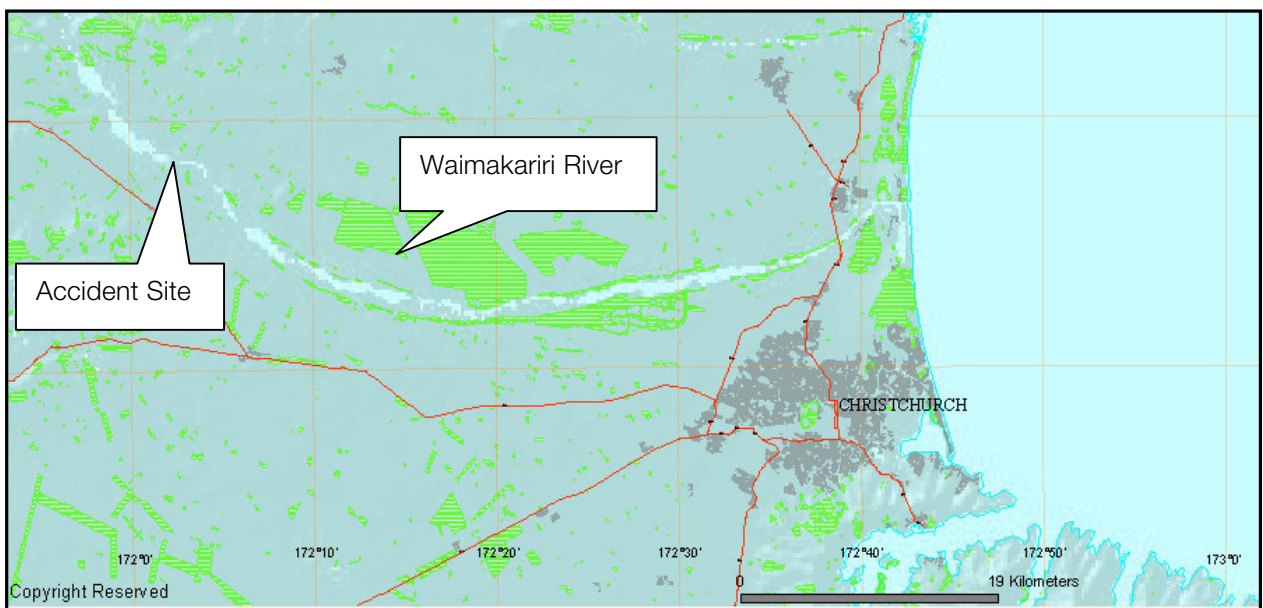 Waimakariri River
Accident Site
CHRISTCHURCH
172°0' 172°10' 172°20' 172°30' 172°40' 172°50' 173°0'
Copyright Reserved
0 19 Kilometers